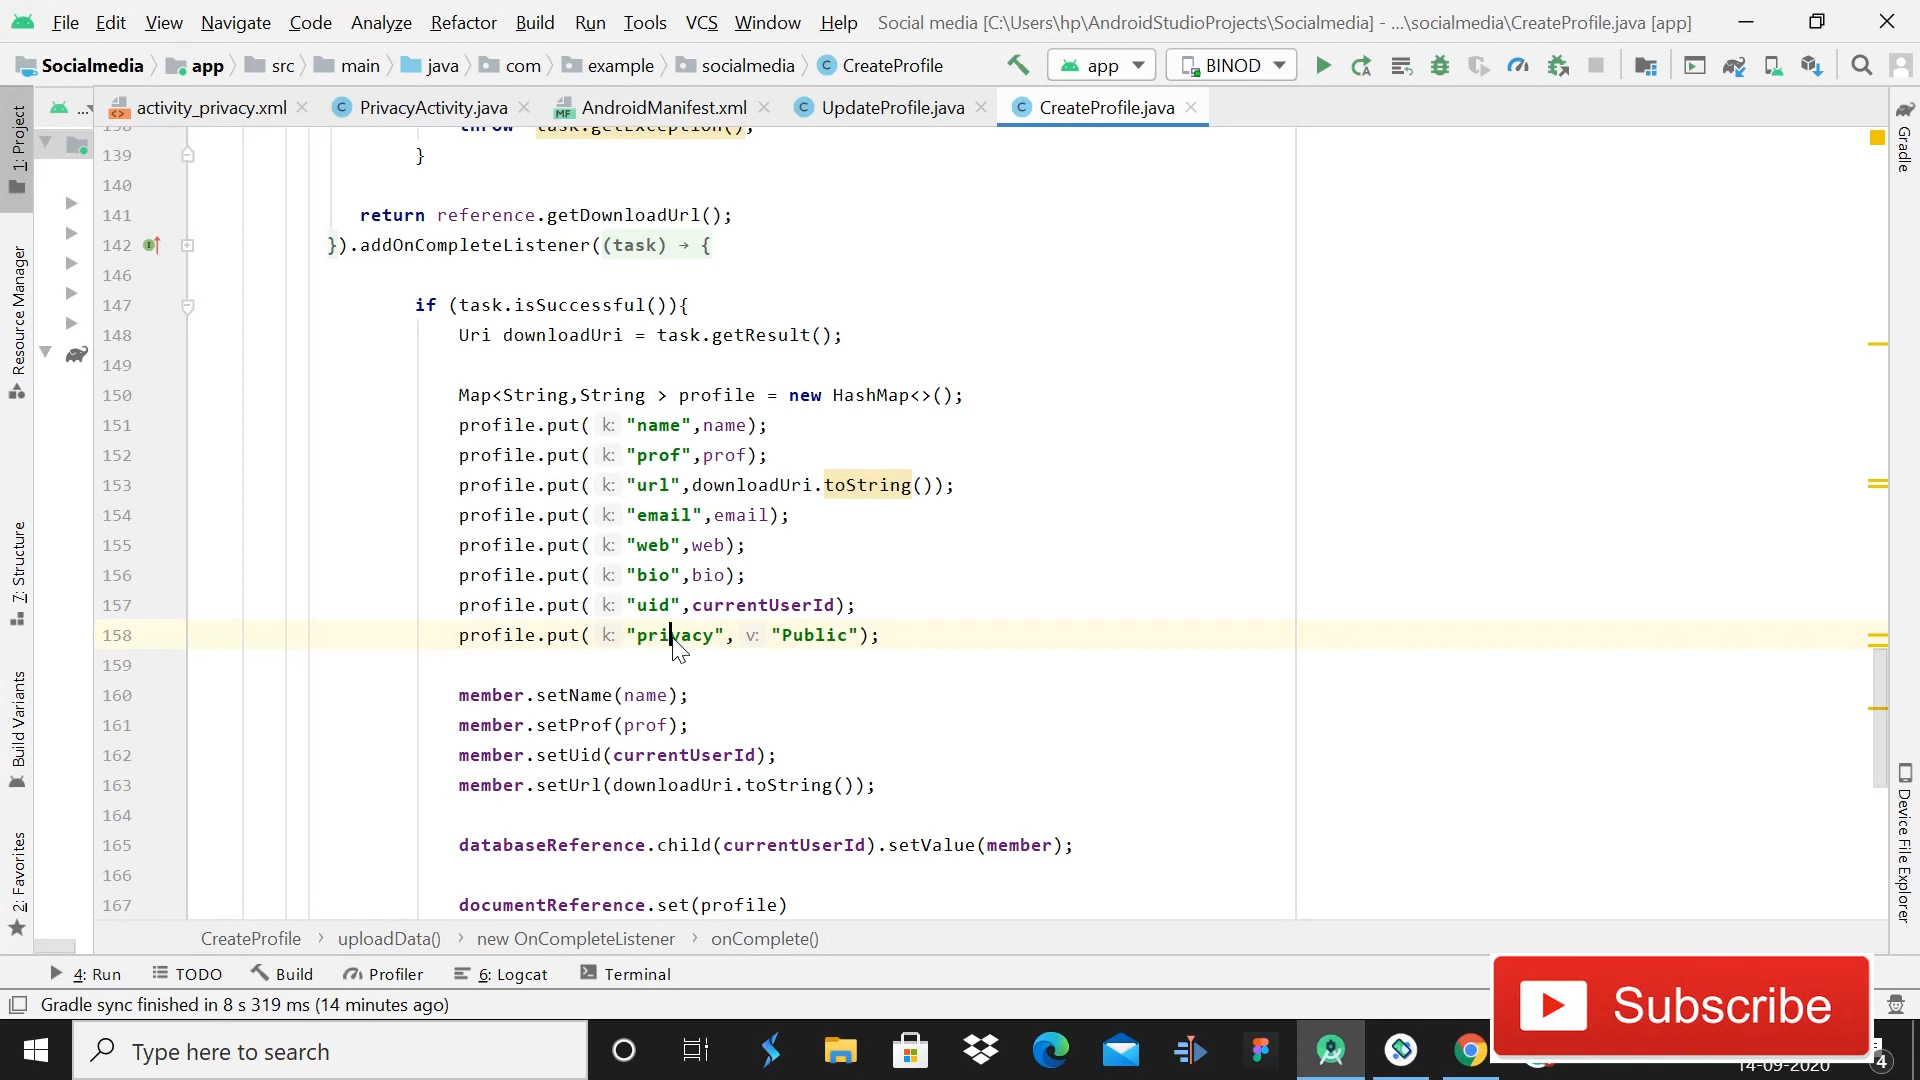 File Edit View Navigate Code Analyze Refactor Build Run Tools VCS Window Help Social media [C:\Users\hp\AndroidStudioProjects\Socialmedia] - ...\socialmedia\CreateProfile.java [app]
Socialmedia app src main java com example socialmedia CreateProfile app BINOD
... activity_privacy.xml PrivacyActivity.java AndroidManifest.xml UpdateProfile.java CreateProfile.java
1: Project
Resource Manager
7: Structure
Build Variants
2: Favorites
Gradle
Device File Explorer
138 throw task.getException();
139 }
140
141 return reference.getDownloadUrl();
142 }).addOnCompleteListener((task) → {
146
147 if (task.isSuccessful()){
148 Uri downloadUri = task.getResult();
149
150 Map<String,String > profile = new HashMap<>();
151 profile.put( k: "name",name);
152 profile.put( k: "prof",prof);
153 profile.put( k: "url",downloadUri.toString());
154 profile.put( k: "email",email);
155 profile.put( k: "web",web);
156 profile.put( k: "bio",bio);
157 profile.put( k: "uid",currentUserId);
158 profile.put( k: "privacy", v: "Public");
159
160 member.setName(name);
161 member.setProf(prof);
162 member.setUid(currentUserId);
163 member.setUrl(downloadUri.toString());
164
165 databaseReference.child(currentUserId).setValue(member);
166
167 documentReference.set(profile)
CreateProfile › uploadData() › new OnCompleteListener › onComplete()
4: Run TODO Build Profiler 6: Logcat Terminal
Gradle sync finished in 8 s 319 ms (14 minutes ago)
Subscribe
Type here to search
14-09-2020 4